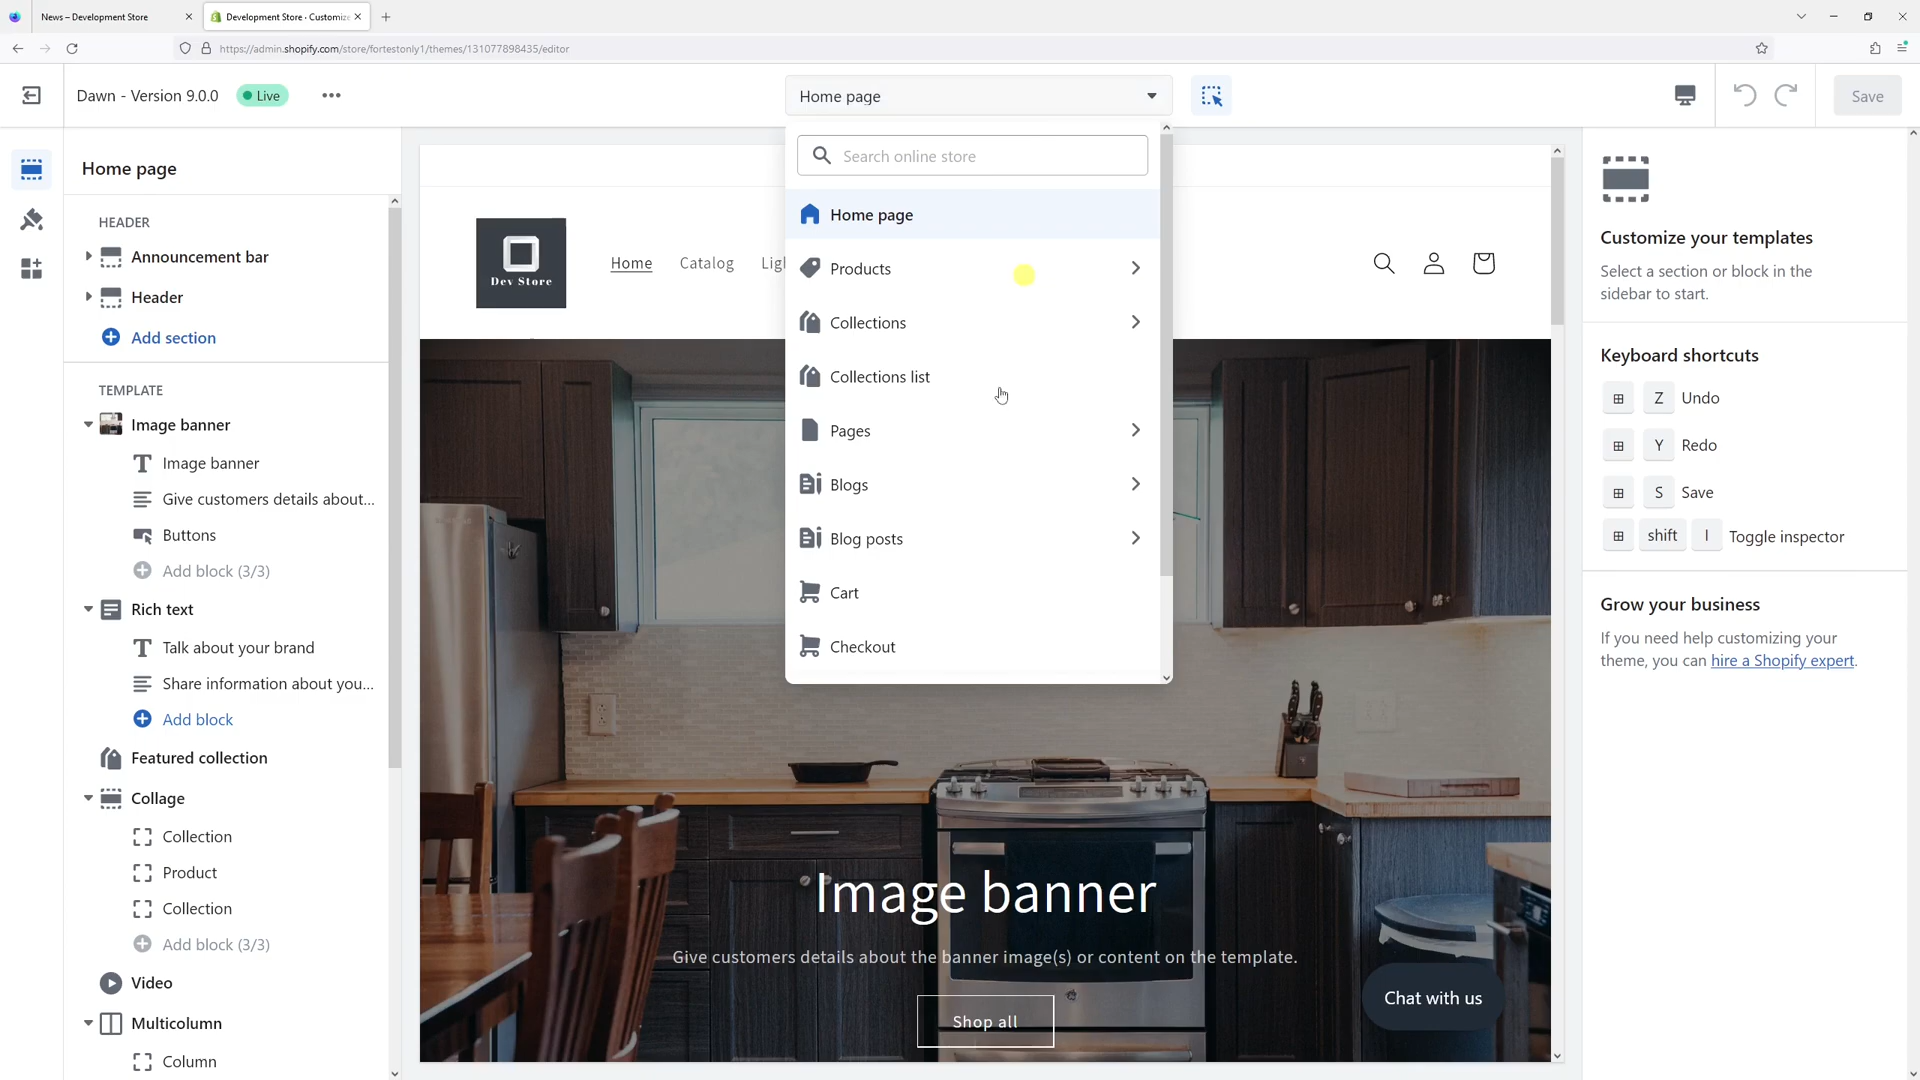 News – Development Store
Development Store · Customize
https://admin.shopify.com/store/fortestonly1/themes/131077898435/editor
Dawn - Version 9.0.0
Live
Home page
Save
Home page
HEADER
Announcement bar
Header
Add section
TEMPLATE
Image banner
Image banner
Give customers details about...
Buttons
Add block (3/3)
Rich text
Talk about your brand
Share information about you...
Add block
Featured collection
Collage
Collection
Product
Collection
Add block (3/3)
Video
Multicolumn
Column
Search online store
Home page
Products
Collections
Collections list
Pages
Blogs
Blog posts
Cart
Checkout
Dev Store
Home
Catalog
Image banner
Give customers details about the banner image(s) or content on the template.
Shop all
Chat with us
Customize your templates
Select a section or block in the
sidebar to start.
Keyboard shortcuts
Z Undo
Y Redo
S Save
shift I Toggle inspector
Grow your business
If you need help customizing your
theme, you can hire a Shopify expert.